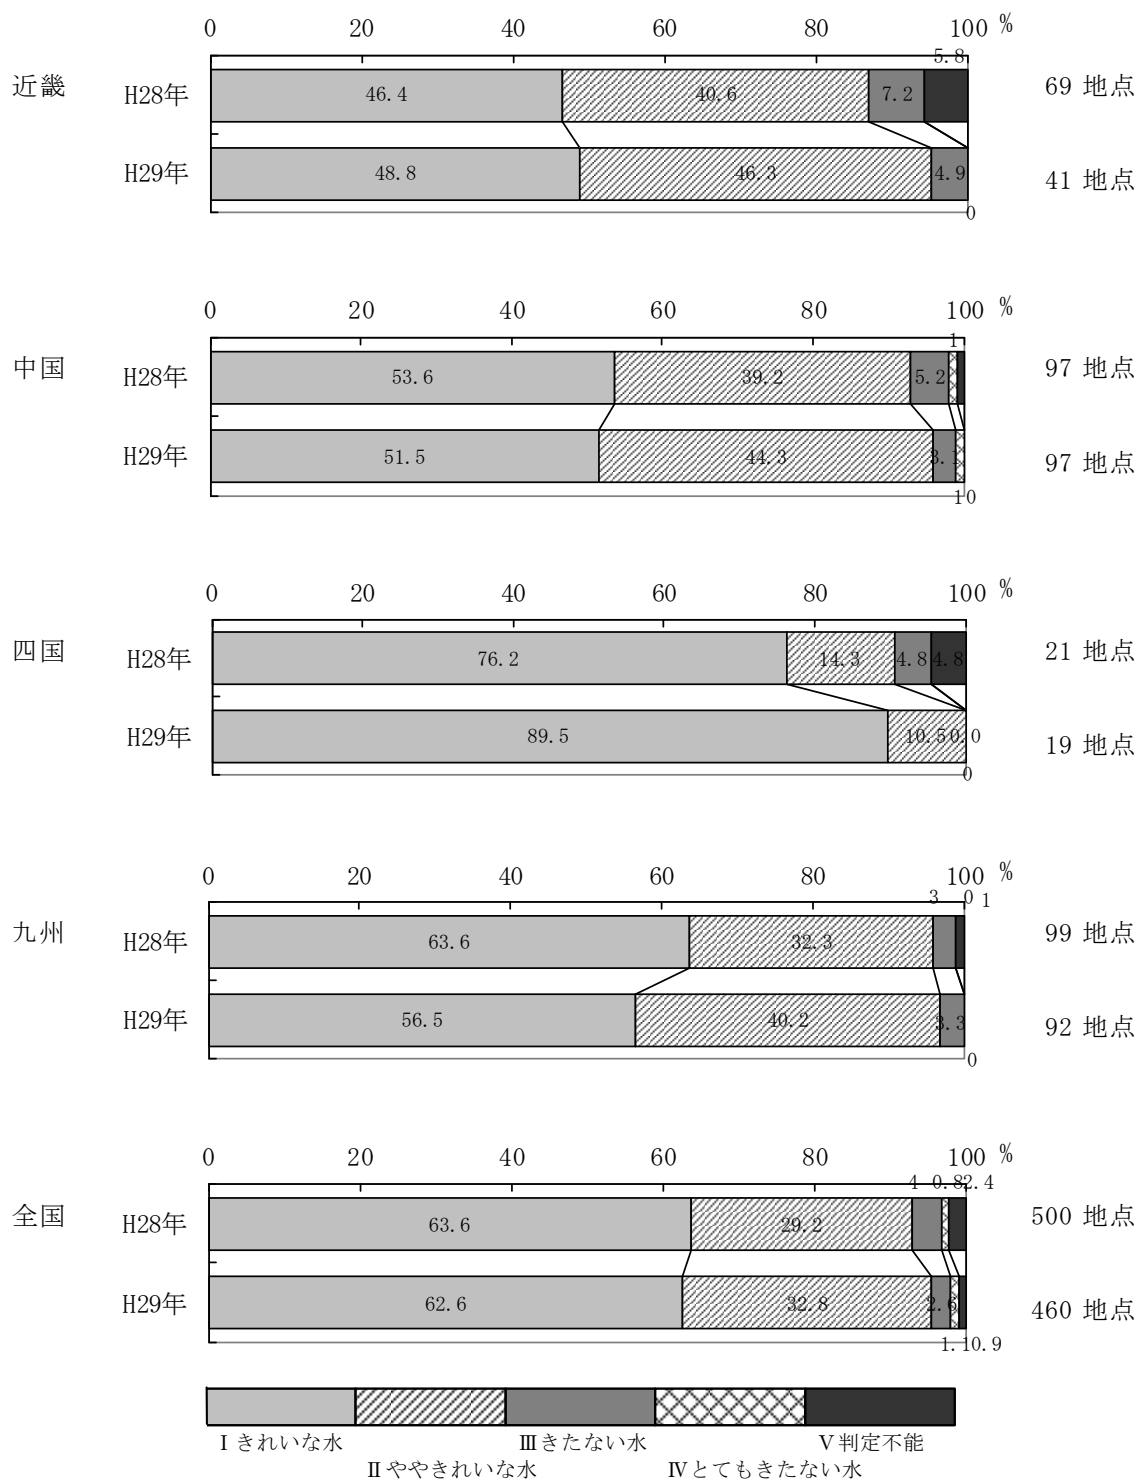 0 20 40 60 80 100 %
5.8
近畿 H28年 46.4 40.6 7.2 69 地点
H29年 48.8 46.3 4.9 41 地点
0
0 20 40 60 80 100 %
1
中国 H28年 53.6 39.2 5.2 97 地点
H29年 51.5 44.3 3.1 97 地点
1 0
0 20 40 60 80 100 %
四国 H28年 76.2 14.3 4.8 4.8 21 地点
H29年 89.5 10.5 0.0 19 地点
0
0 20 40 60 80 100 %
3 0 1
九州 H28年 63.6 32.3 99 地点
H29年 56.5 40.2 3.3 92 地点
0
0 20 40 60 80 100 %
4 0.8 2.4
全国 H28年 63.6 29.2 500 地点
H29年 62.6 32.8 2.6 460 地点
1.1 0.9
Ⅰきれいな水 Ⅲきたない水 Ⅴ判定不能
Ⅱややきれいな水 Ⅳとてもきたない水